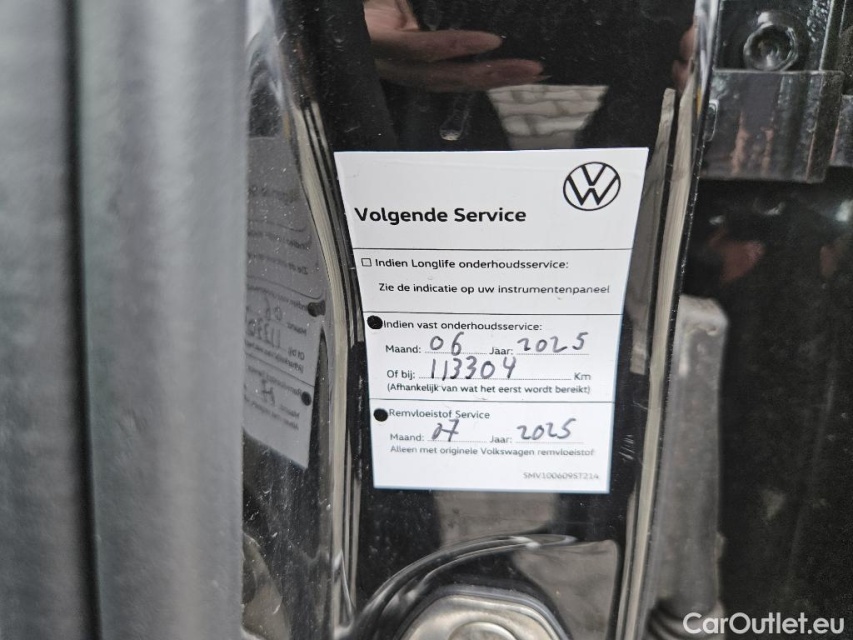 Volgende Service
Indien Longlife onderhoudsservice:
Zie de indicatie op uw instrumentenpaneel
Indien vast onderhoudsservice:
Maand: 06 Jaar: 2025
Of bij: 113304 Km
(Afhankelijk van wat het eerst wordt bereikt)
Remvloeistof Service
Maand: 07 Jaar: 2025
Alleen met originele Volkswagen remvloeistof
CarOutlet.eu